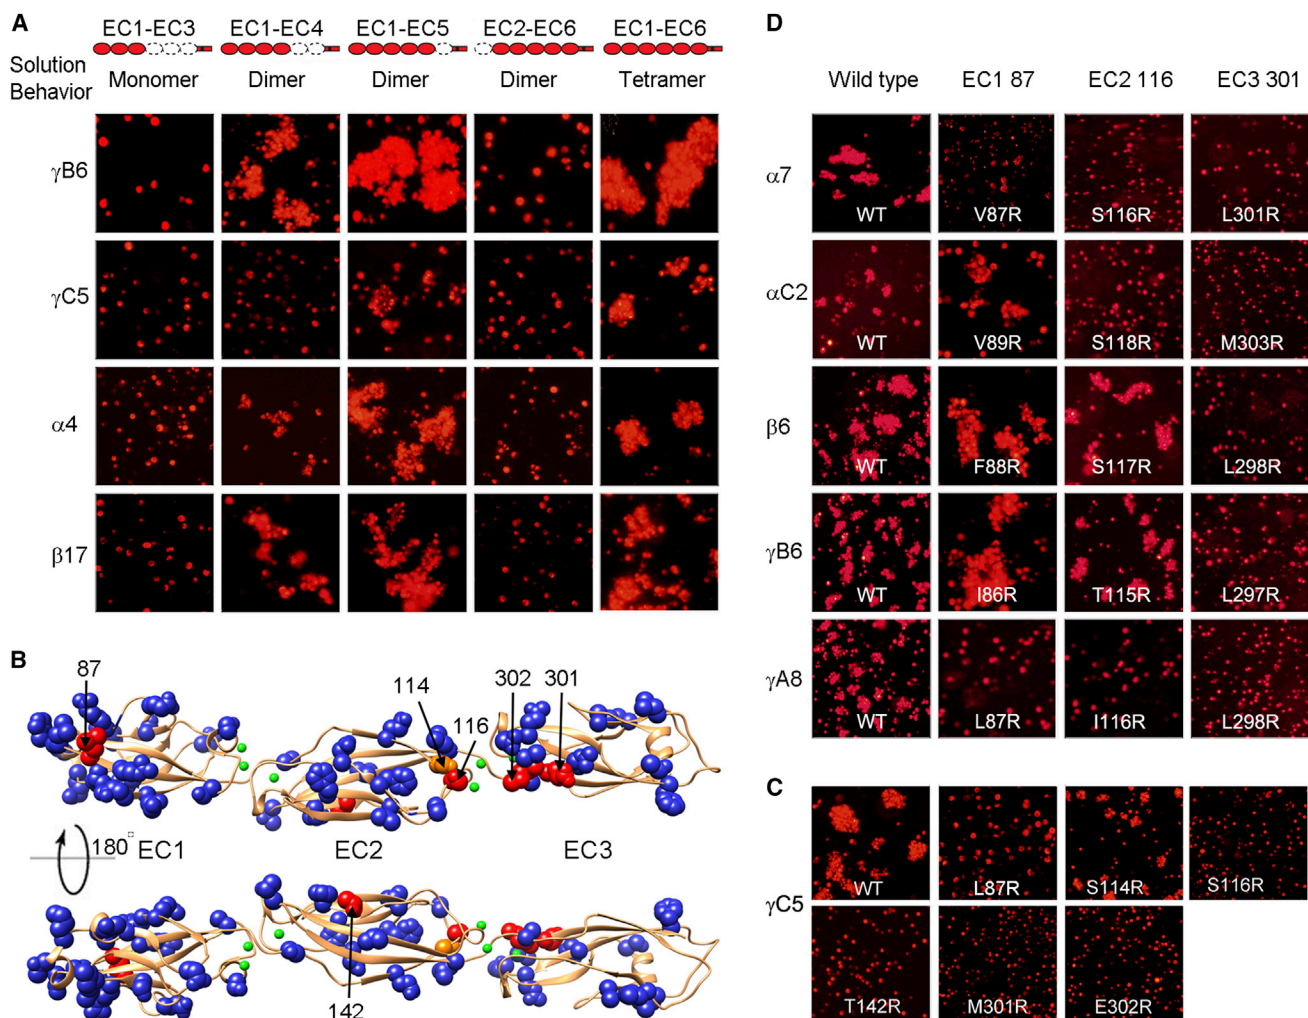 A
EC1-EC3 EC1-EC4 EC1-EC5 EC2-EC6 EC1-EC6
Solution
Behavior
Monomer Dimer Dimer Dimer Tetramer
γB6
γC5
α4
β17
B
87
114
302
301
116
180°
EC1 EC2 EC3
142
D
Wild type EC1 87 EC2 116 EC3 301
α7
WT V87R S116R L301R
αC2
WT V89R S118R M303R
β6
WT F88R S117R L298R
γB6
WT I86R T115R L297R
γA8
WT L87R I116R L298R
C
γC5
WT L87R S114R S116R
T142R M301R E302R